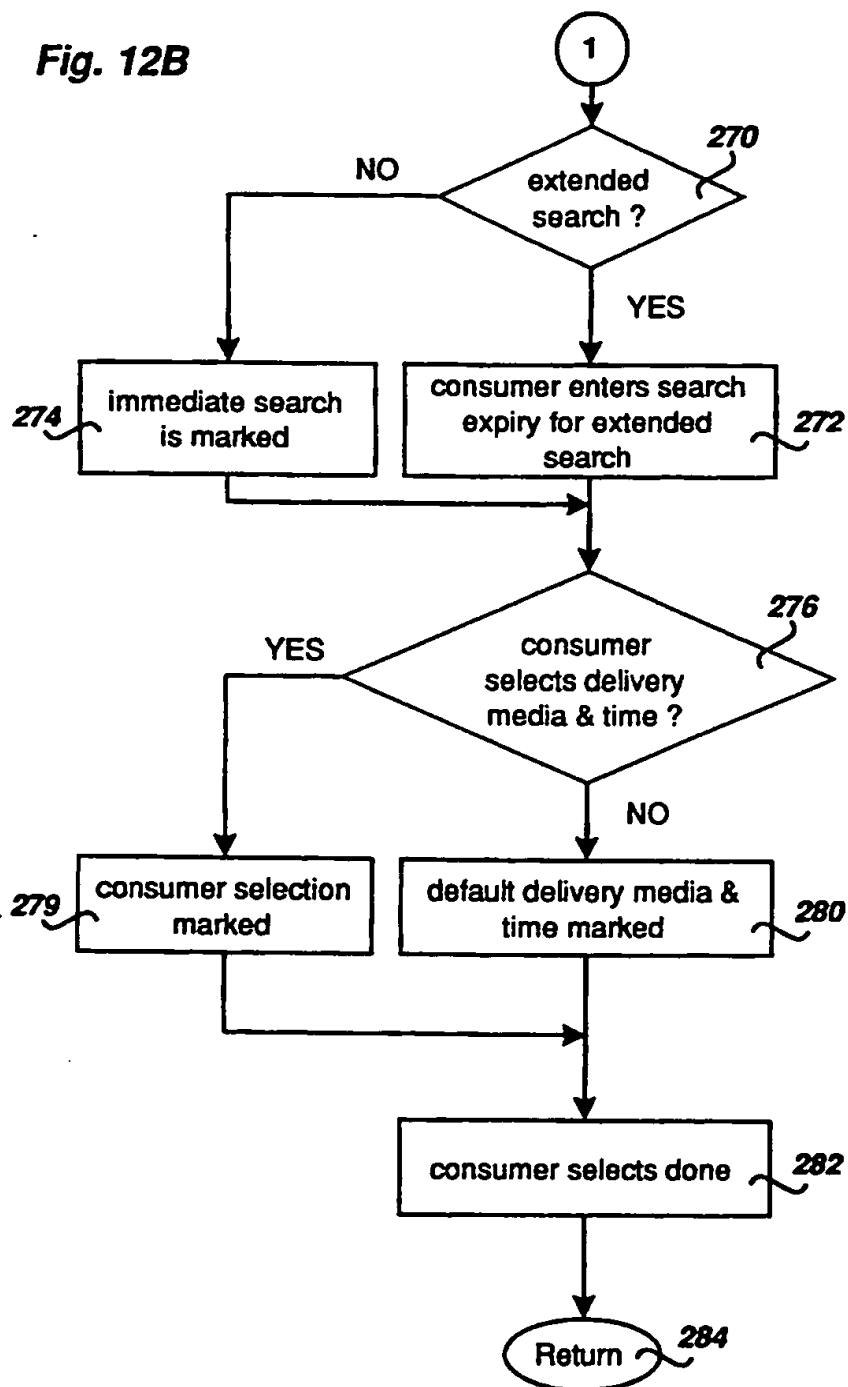 Fig. 12B
1
270
NO
extended
search ?
YES
274
immediate search
is marked
consumer enters search
expiry for extended
search
272
276
YES
consumer
selects delivery
media & time ?
NO
279
consumer selection
marked
default delivery media &
time marked
280
consumer selects done
282
Return
284